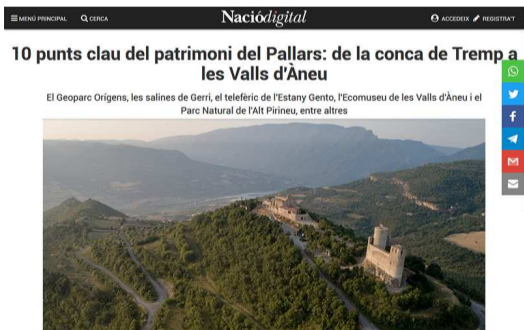 MENÚ PRINCIPAL CERCA Naciódigital ACCEDEIX REGISTRA'T
10 punts clau del patrimoni del Pallars: de la conca de Tremp a
les Valls d'Àneu
El Geoparc Orígens, les salines de Gerri, el telefèric de l'Estany Gento, l'Ecomuseu de les Valls d'Àneu i el
Parc Natural de l'Alt Pirineu, entre altres